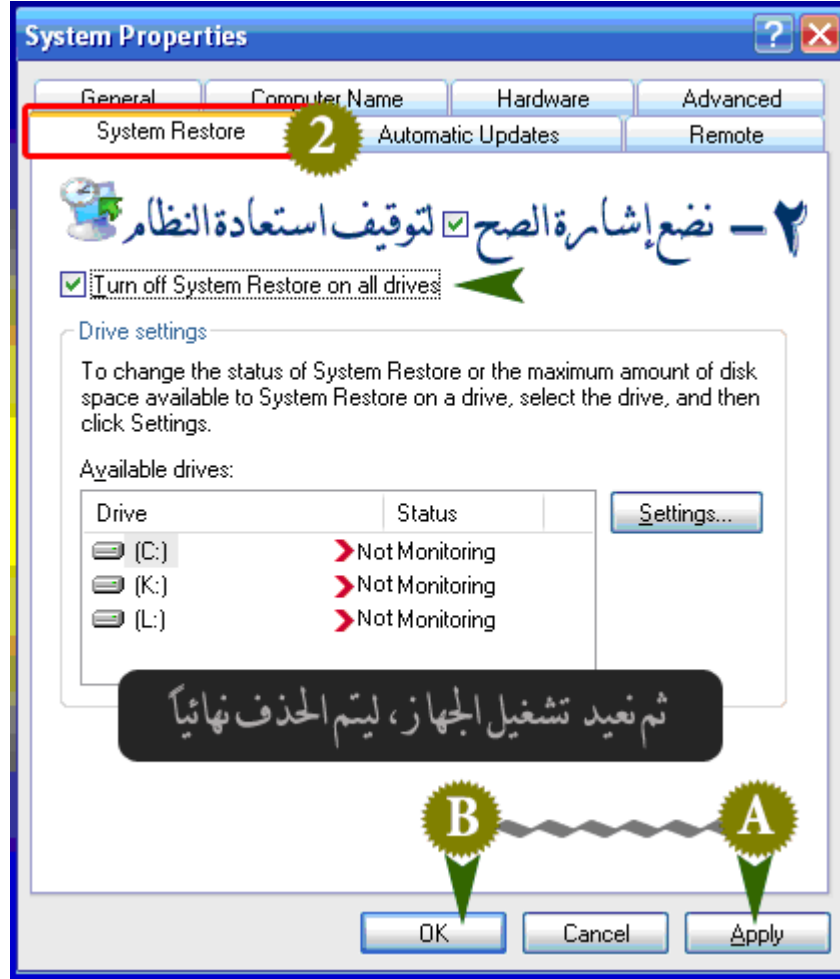 System Properties
General Computer Name Hardware Advanced
System Restore 2 Automatic Updates Remote
٢ – نضع إشارة الصح لتوقيف استعادة النظام
Turn off System Restore on all drives
Drive settings
To change the status of System Restore or the maximum amount of disk
space available to System Restore on a drive, select the drive, and then
click Settings.
Available drives:
Drive Status
Settings...
(C:) Not Monitoring
(K:) Not Monitoring
(L:) Not Monitoring
ثم نعيد تشغيل الجهاز، ليتم الحذف نهائياً
B A
OK Cancel Apply